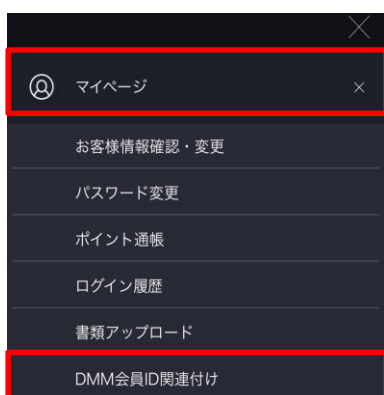 マイページ
お客様情報確認・変更
パスワード変更
ポイント通帳
ログイン履歴
書類アップロード
DMM会員ID関連付け